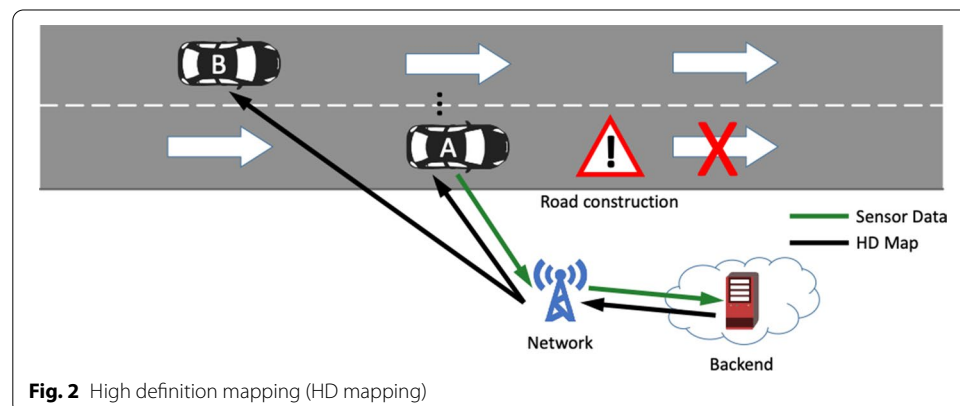 B
A
!
X
Road construction
Sensor Data
HD Map
Network
Backend
Fig. 2 High definition mapping (HD mapping)